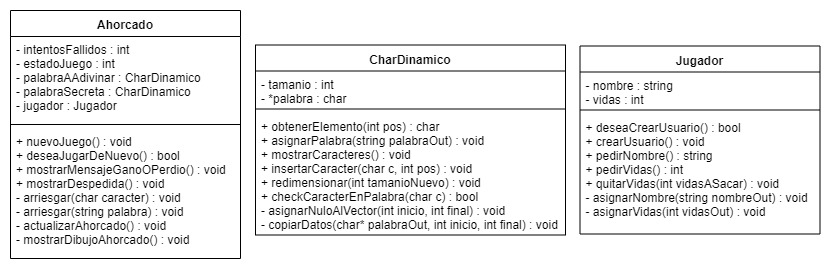 Ahorcado
- intentosFallidos : int
- estadoJuego : int
- palabraAAdivinar : CharDinamico
- palabraSecreta : CharDinamico
- jugador : Jugador
+ nuevoJuego() : void
+ deseaJugarDeNuevo() : bool
+ mostrarMensajeGanoOPerdio() : void
+ mostrarDespedida() : void
- arriesgar(char caracter) : void
- arriesgar(string palabra) : void
- actualizarAhorcado() : void
- mostrarDibujoAhorcado() : void
CharDinamico
- tamanio : int
- *palabra : char
+ obtenerElemento(int pos) : char
+ asignarPalabra(string palabraOut) : void
+ mostrarCaracteres() : void
+ insertarCaracter(char c, int pos) : void
+ redimensionar(int tamanioNuevo) : void
+ checkCaracterEnPalabra(char c) : bool
- asignarNuloAlVector(int inicio, int final) : void
- copiarDatos(char* palabraOut, int inicio, int final) : void
Jugador
- nombre : string
- vidas : int
+ deseaCrearUsuario() : bool
+ crearUsuario() : void
+ pedirNombre() : string
+ pedirVidas() : int
+ quitarVidas(int vidasASacar) : void
- asignarNombre(string nombreOut) : void
- asignarVidas(int vidasOut) : void